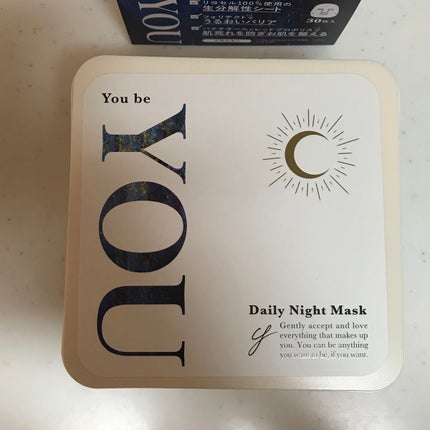 YOU
リヨセル100%使用の
生分解性シート
うるおいバリア
30枚入
肌荒れを防ぎお肌を整える
You be
YOU
Daily Night Mask
y
Gently accept and love
everything that makes up
you. You can be anything
you want to be, if you want.